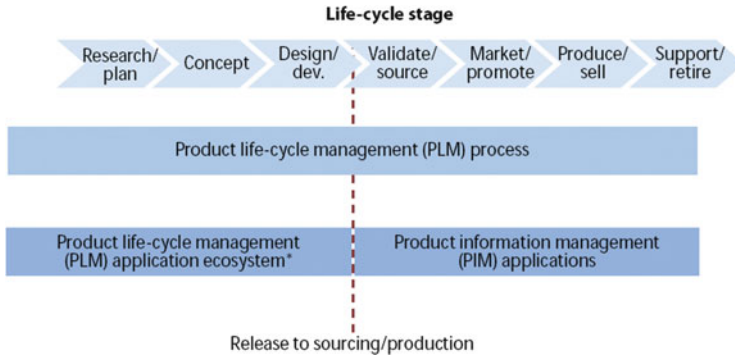 Life-cycle stage
Research/
plan
Concept
Design/
dev.
Validate/
source
Market/
promote
Produce/
sell
Support/
retire
Product life-cycle management (PLM) process
Product life-cycle management
(PLM) application ecosystem*
Product information management
(PIM) applications
Release to sourcing/production